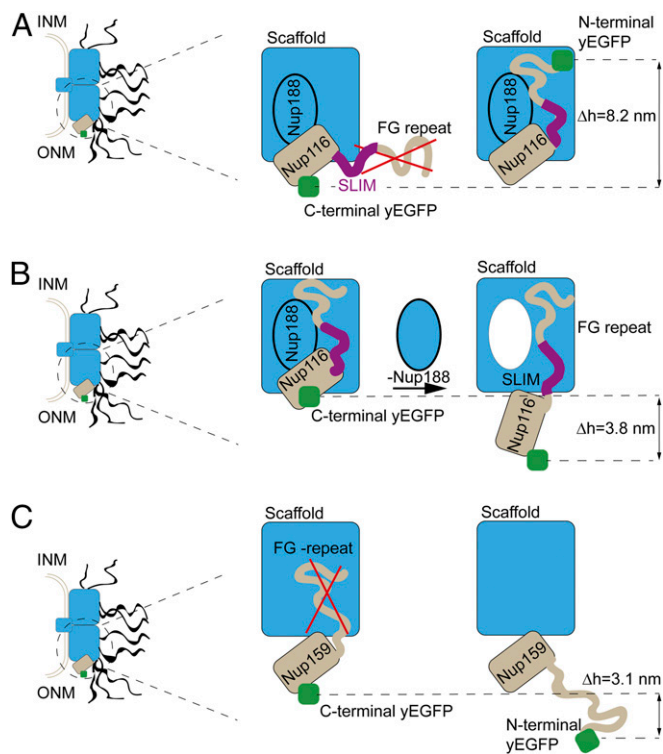 A
INM
ONM
Scaffold
Nup188
Nup116
FG repeat
SLIM
C-terminal yEGFP
Scaffold
Nup188
Nup116
N-terminal
yEGFP
Δh=8.2 nm
B
INM
ONM
Scaffold
Nup188
Nup116
C-terminal yEGFP
-Nup188
Scaffold
FG repeat
SLIM
Nup116
Δh=3.8 nm
C
INM
ONM
Scaffold
FG -repeat
Nup159
C-terminal yEGFP
Scaffold
Nup159
Δh=3.1 nm
N-terminal
yEGFP